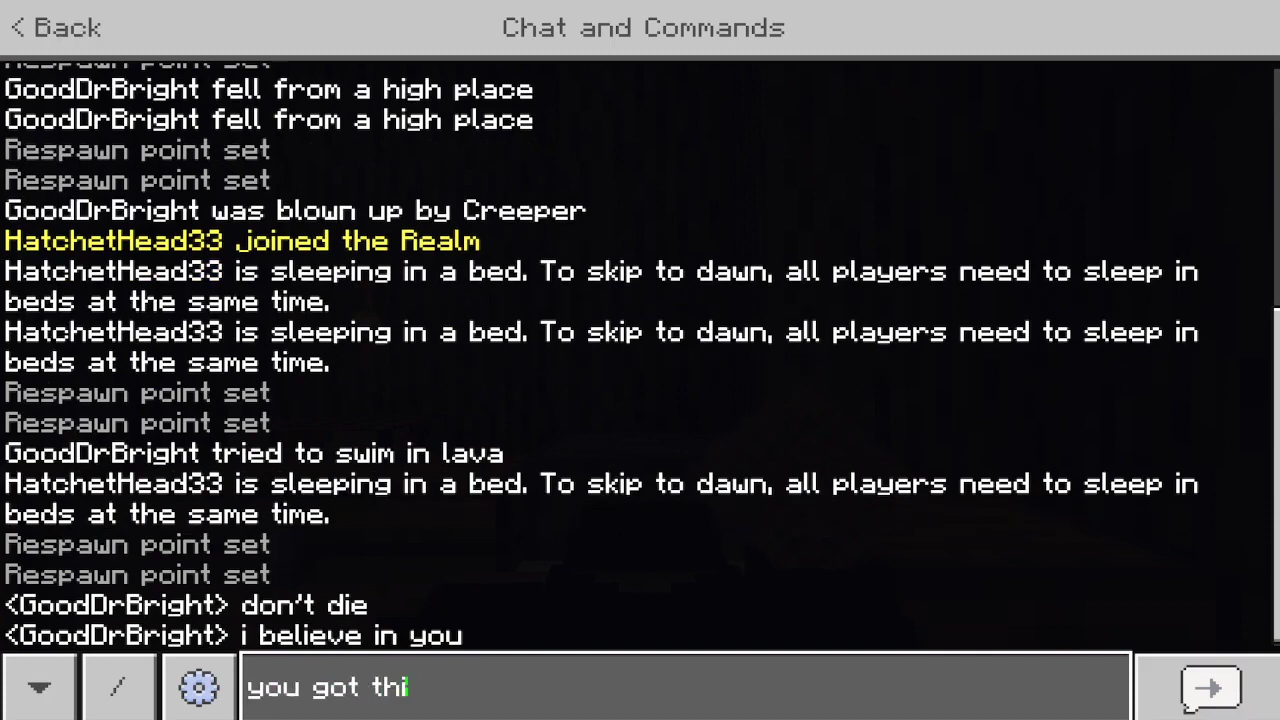 < Back
Chat and Commands
Respawn point set
GoodDrBright fell from a high place
GoodDrBright fell from a high place
Respawn point set
Respawn point set
GoodDrBright was blown up by Creeper
HatchetHead33 joined the Realm
HatchetHead33 is sleeping in a bed. To skip to dawn, all players need to sleep in
beds at the same time.
HatchetHead33 is sleeping in a bed. To skip to dawn, all players need to sleep in
beds at the same time.
Respawn point set
Respawn point set
GoodDrBright tried to swim in lava
HatchetHead33 is sleeping in a bed. To skip to dawn, all players need to sleep in
beds at the same time.
Respawn point set
Respawn point set
<GoodDrBright> don't die
<GoodDrBright> i believe in you
/
you got thi